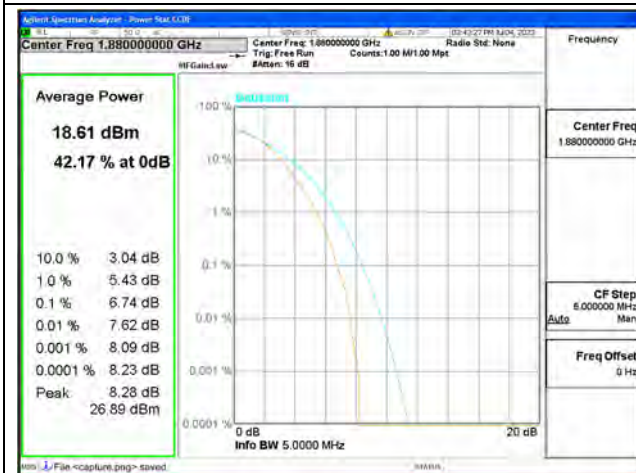 Agilent Spectrum Analyzer - Power Stat CCDF
Center Freq 1.880000000 GHz
Center Freq: 1.880000000 GHz
Radio Std: None
Trig: Free Run
Counts:1.00 M/1.00 Mpt
#IFGain:Low
#Atten: 16 dB
Frequency
Average Power
18.61 dBm
42.17 % at 0dB
10.0 % 3.04 dB
1.0 % 5.43 dB
0.1 % 6.74 dB
0.01 % 7.62 dB
0.001 % 8.09 dB
0.0001 % 8.23 dB
Peak 8.28 dB
26.89 dBm
100 %
Gaussian
10 %
1 %
0.1 %
0.01 %
0.001 %
0.0001 %
0 dB
20 dB
Info BW 5.0000 MHz
Center Freq
1.880000000 GHz
CF Step
5.000000 MHz
Auto Man
Freq Offset
0 Hz
MSG
File <capture.png> saved
STATUS